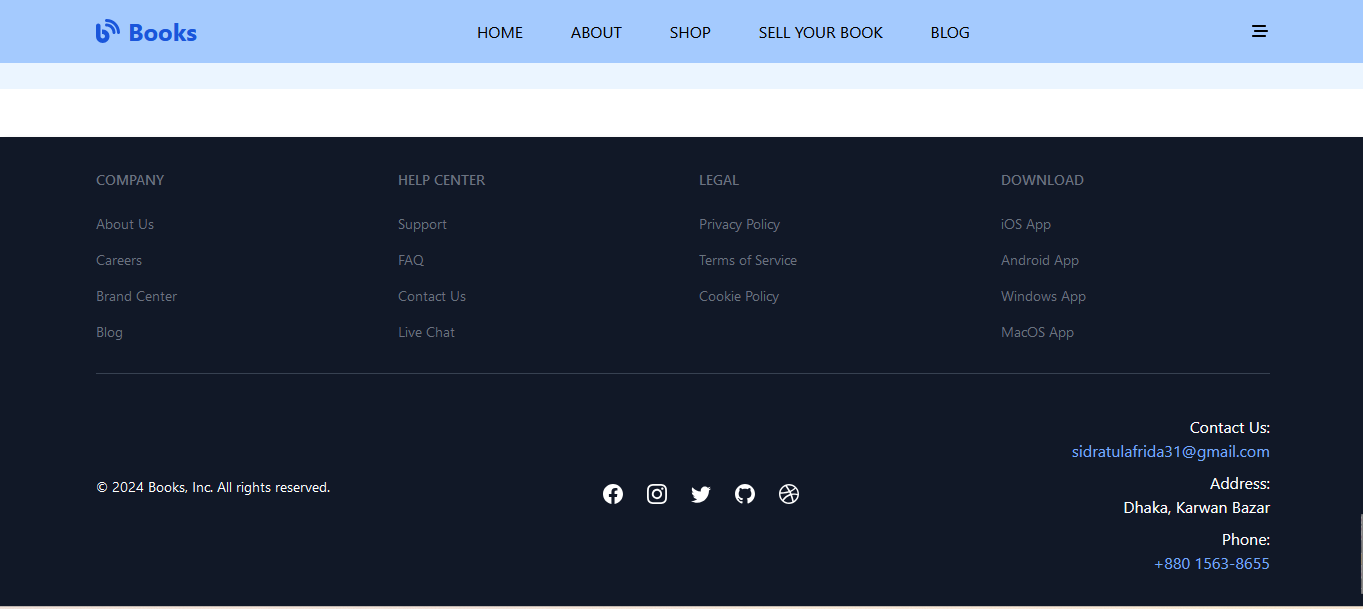 Books
HOME ABOUT SHOP SELL YOUR BOOK BLOG
COMPANY
About Us
Careers
Brand Center
Blog
HELP CENTER
Support
FAQ
Contact Us
Live Chat
LEGAL
Privacy Policy
Terms of Service
Cookie Policy
DOWNLOAD
iOS App
Android App
Windows App
MacOS App
© 2024 Books, Inc. All rights reserved.
Contact Us:
sidratulafrida31@gmail.com
Address:
Dhaka, Karwan Bazar
Phone:
+880 1563-8655